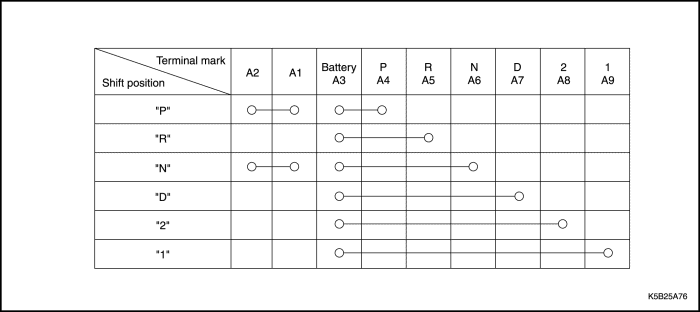 Terminal mark
Shift position
A2
A1
Battery
A3
P
A4
R
A5
N
A6
D
A7
2
A8
1
A9
"P"
"R"
"N"
"D"
"2"
"1"
K5B25A76